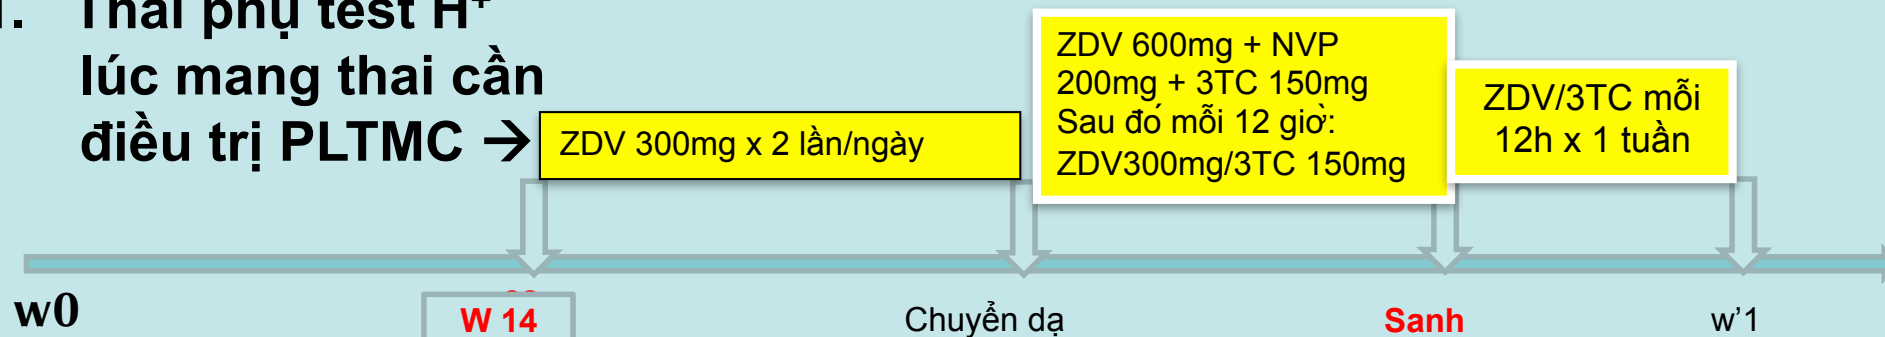 1. Thai phụ test H+
lúc mang thai cần
điều trị PLTMC →
ZDV 300mg x 2 lần/ngày
ZDV 600mg + NVP
200mg + 3TC 150mg
Sau đó mỗi 12 giờ:
ZDV300mg/3TC 150mg
ZDV/3TC mỗi
12h x 1 tuần
w0
W 14
Chuyển dạ
Sanh
w’1